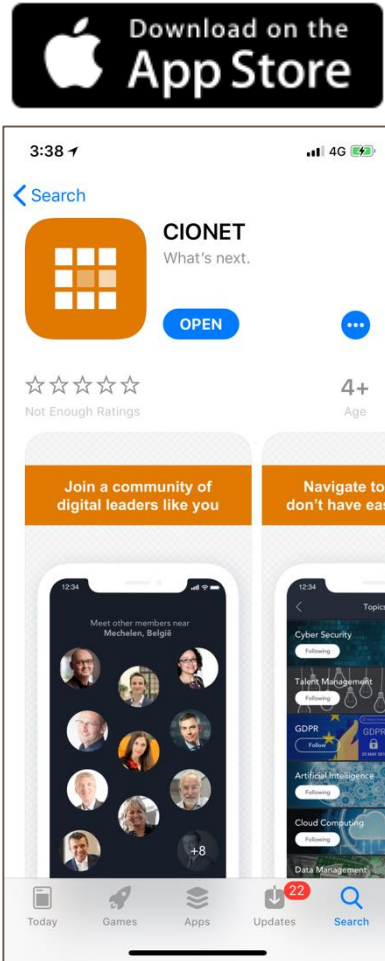 Download on the
App Store
3:38
4G
Search
CIONET
What's next.
OPEN
4+
Not Enough Ratings
Age
Join a community of
digital leaders like you
Navigate to
don't have eas
12:34
Meet other members near
Mechelen, België
+8
12:34
Topics
Cyber Security
Following
Talent Management
Following
GDPR
Follow
GDPR
25 MAY 201
Artificial Intelligence
Following
Cloud Computing
Following
Data Management
22
Today
Games
Apps
Updates
Search